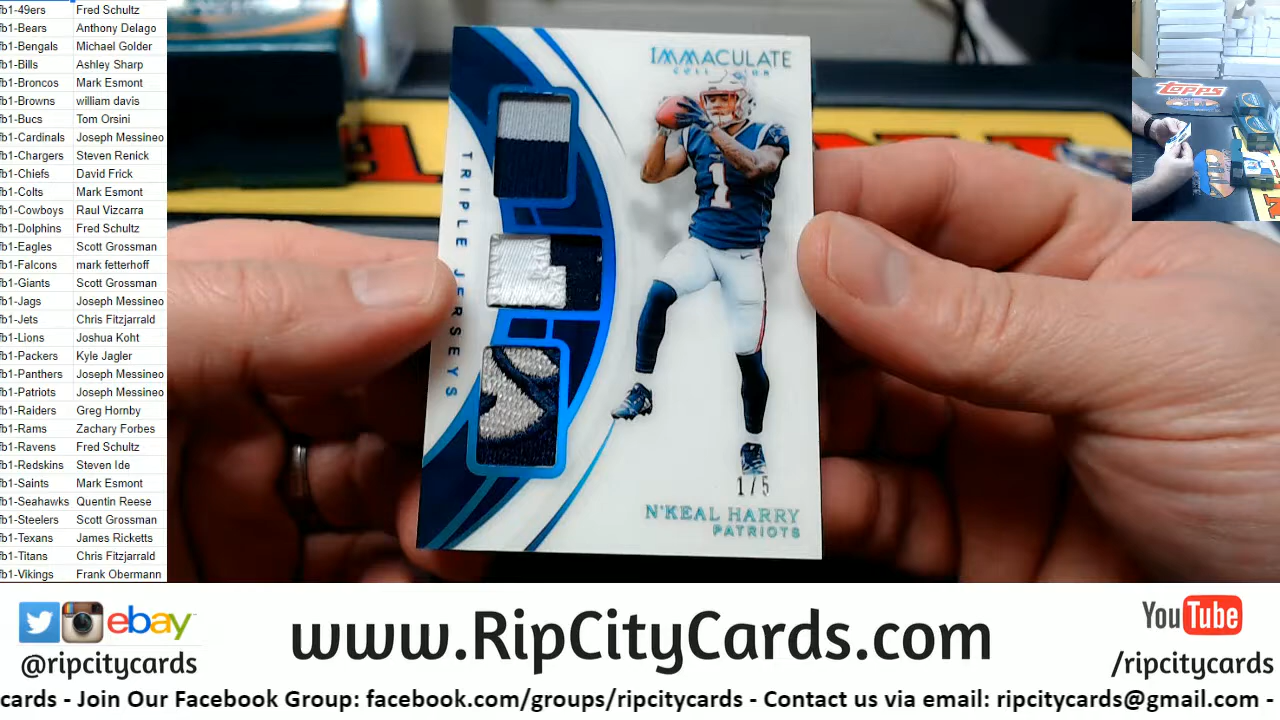 fb1-49ers Fred Schultz
fb1-Bears Anthony Delago
fb1-Bengals Michael Golder
fb1-Bills Ashley Sharp
fb1-Broncos Mark Esmont
fb1-Browns william davis
fb1-Bucs Tom Orsini
fb1-Cardinals Joseph Messineo
fb1-Chargers Steven Renick
fb1-Chiefs David Frick
fb1-Colts Mark Esmont
fb1-Cowboys Raul Vizcarra
fb1-Dolphins Fred Schultz
fb1-Eagles Scott Grossman
fb1-Falcons mark fetterhoff
fb1-Giants Scott Grossman
fb1-Jags Joseph Messineo
fb1-Jets Chris Fitzjarrald
fb1-Lions Joshua Koht
fb1-Packers Kyle Jagler
fb1-Panthers Joseph Messineo
fb1-Patriots Joseph Messineo
fb1-Raiders Greg Hornby
fb1-Rams Zachary Forbes
fb1-Ravens Fred Schultz
fb1-Redskins Steven Ide
fb1-Saints Mark Esmont
fb1-Seahawks Quentin Reese
fb1-Steelers Scott Grossman
fb1-Texans James Ricketts
fb1-Titans Chris Fitzjarrald
fb1-Vikings Frank Obermann
IMMACULATE
COLLECTION
TRIPLE JERSEYS
1
1/5
N'KEAL HARRY
PATRIOTS
TOPPS
ebay
@ripcitycards
www.RipCityCards.com
YouTube
/ripcitycards
cards - Join Our Facebook Group: facebook.com/groups/ripcitycards - Contact us via email: ripcitycards@gmail.com -